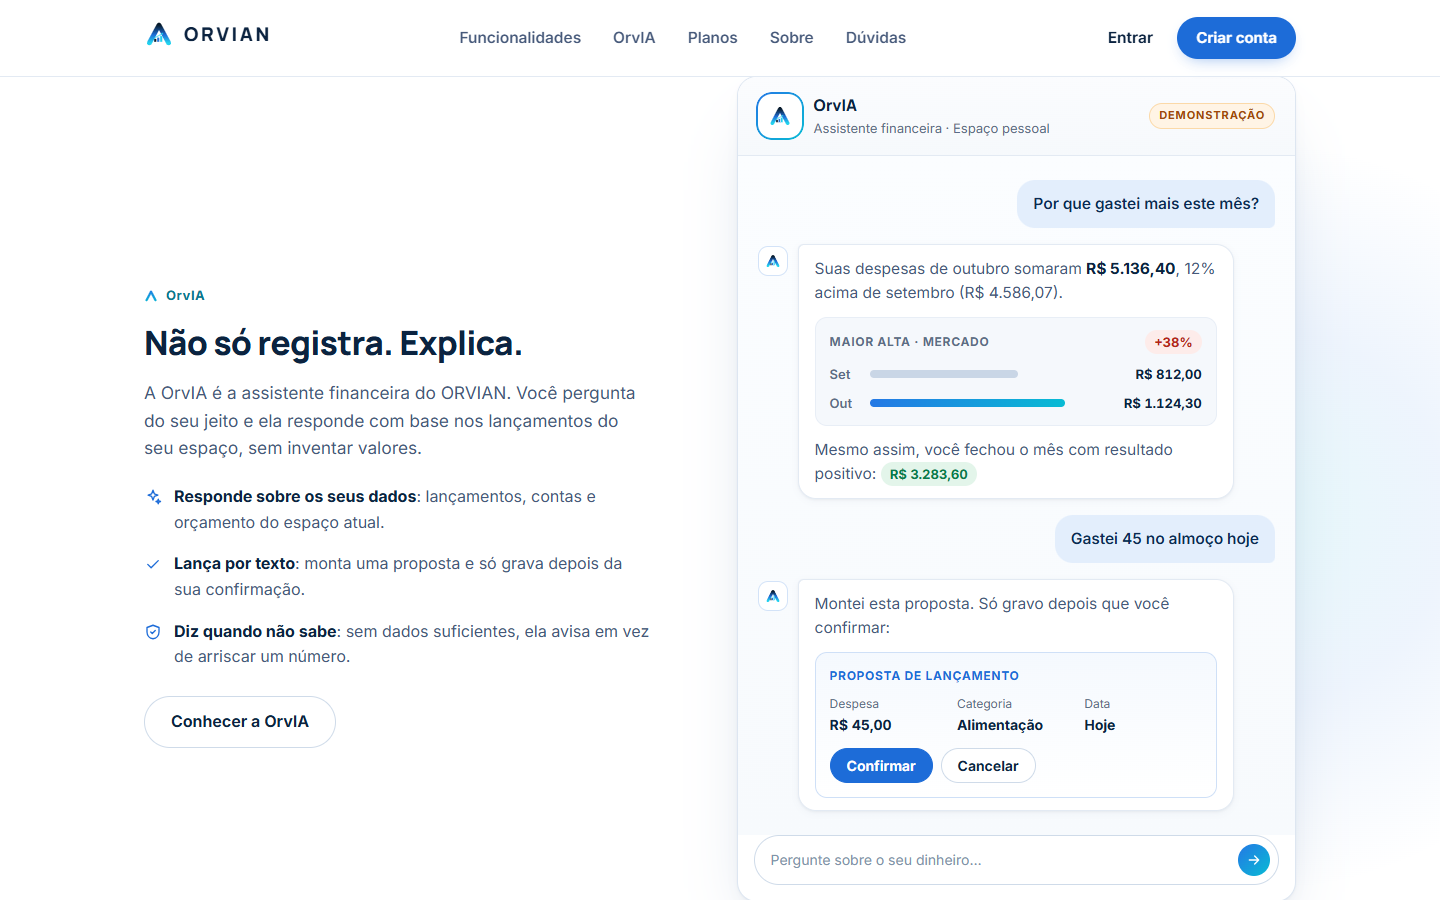 ORVIAN
Funcionalidades
OrvIA
Planos
Sobre
Dúvidas
Entrar
Criar conta
OrvIA
Não só registra. Explica.
A OrvIA é a assistente financeira do ORVIAN. Você pergunta
do seu jeito e ela responde com base nos lançamentos do
seu espaço, sem inventar valores.
Responde sobre os seus dados: lançamentos, contas e
orçamento do espaço atual.
Lança por texto: monta uma proposta e só grava depois da
sua confirmação.
Diz quando não sabe: sem dados suficientes, ela avisa em vez
de arriscar um número.
Conhecer a OrvIA
OrvIA
Assistente financeira · Espaço pessoal
DEMONSTRAÇÃO
Por que gastei mais este mês?
Suas despesas de outubro somaram R$ 5.136,40, 12%
acima de setembro (R$ 4.586,07).
MAIOR ALTA · MERCADO
+38%
Set
R$ 812,00
Out
R$ 1.124,30
Mesmo assim, você fechou o mês com resultado
positivo: R$ 3.283,60
Gastei 45 no almoço hoje
Montei esta proposta. Só gravo depois que você
confirmar:
PROPOSTA DE LANÇAMENTO
Despesa
Categoria
Data
R$ 45,00
Alimentação
Hoje
Confirmar
Cancelar
Pergunte sobre o seu dinheiro...